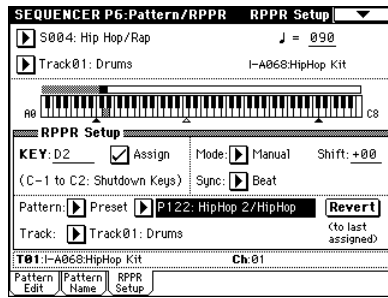 SEQUENCER P6:Pattern/RPPR RPPR Setup
S004: Hip Hop/Rap ♩ = 090
Track01: Drums I-A068:HipHop Kit
A0 C8
RPPR Setup
KEY: D2 Assign Mode: Manual Shift: +00
(C-1 to C2: Shutdown Keys) Sync: Beat
Pattern: Preset P122: HipHop 2/HipHop Revert
Track: Track01: Drums (to last assigned)
T01:I-A068:HipHop Kit Ch:01
Pattern Edit Pattern Name RPPR Setup